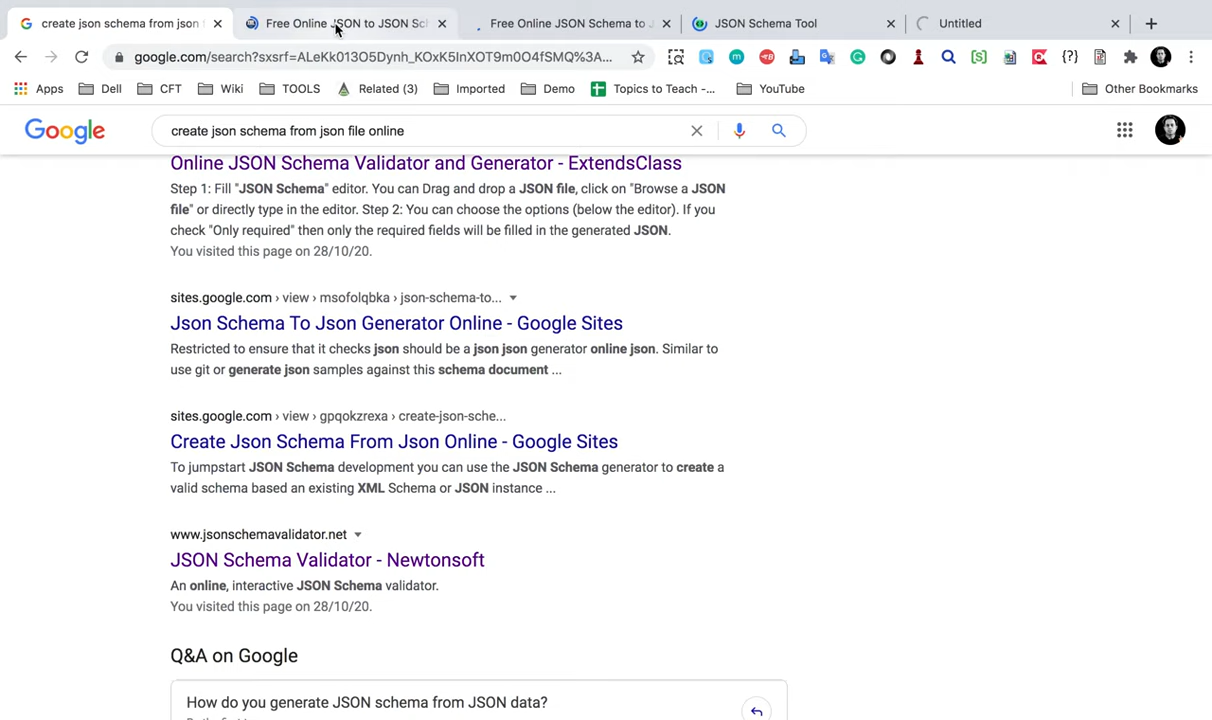 create json schema from json f
Free Online JSON to JSON Sch
Free Online JSON Schema to J
JSON Schema Tool
Untitled
google.com/search?sxsrf=ALeKk013O5Dynh_KOxK5InXOT9m0O4fSMQ%3A...
Apps
Dell
CFT
Wiki
TOOLS
Related (3)
Imported
Demo
Topics to Teach -...
YouTube
Other Bookmarks
Google
create json schema from json file online
Online JSON Schema Validator and Generator - ExtendsClass
Step 1: Fill "JSON Schema" editor. You can Drag and drop a JSON file, click on "Browse a JSON
file" or directly type in the editor. Step 2: You can choose the options (below the editor). If you
check "Only required" then only the required fields will be filled in the generated JSON.
You visited this page on 28/10/20.
sites.google.com › view › msofolqbka › json-schema-to...
Json Schema To Json Generator Online - Google Sites
Restricted to ensure that it checks json should be a json json generator online json. Similar to
use git or generate json samples against this schema document ...
sites.google.com › view › gpqokzrexa › create-json-sche...
Create Json Schema From Json Online - Google Sites
To jumpstart JSON Schema development you can use the JSON Schema generator to create a
valid schema based an existing XML Schema or JSON instance ...
www.jsonschemavalidator.net
JSON Schema Validator - Newtonsoft
An online, interactive JSON Schema validator.
You visited this page on 28/10/20.
Q&A on Google
How do you generate JSON schema from JSON data?